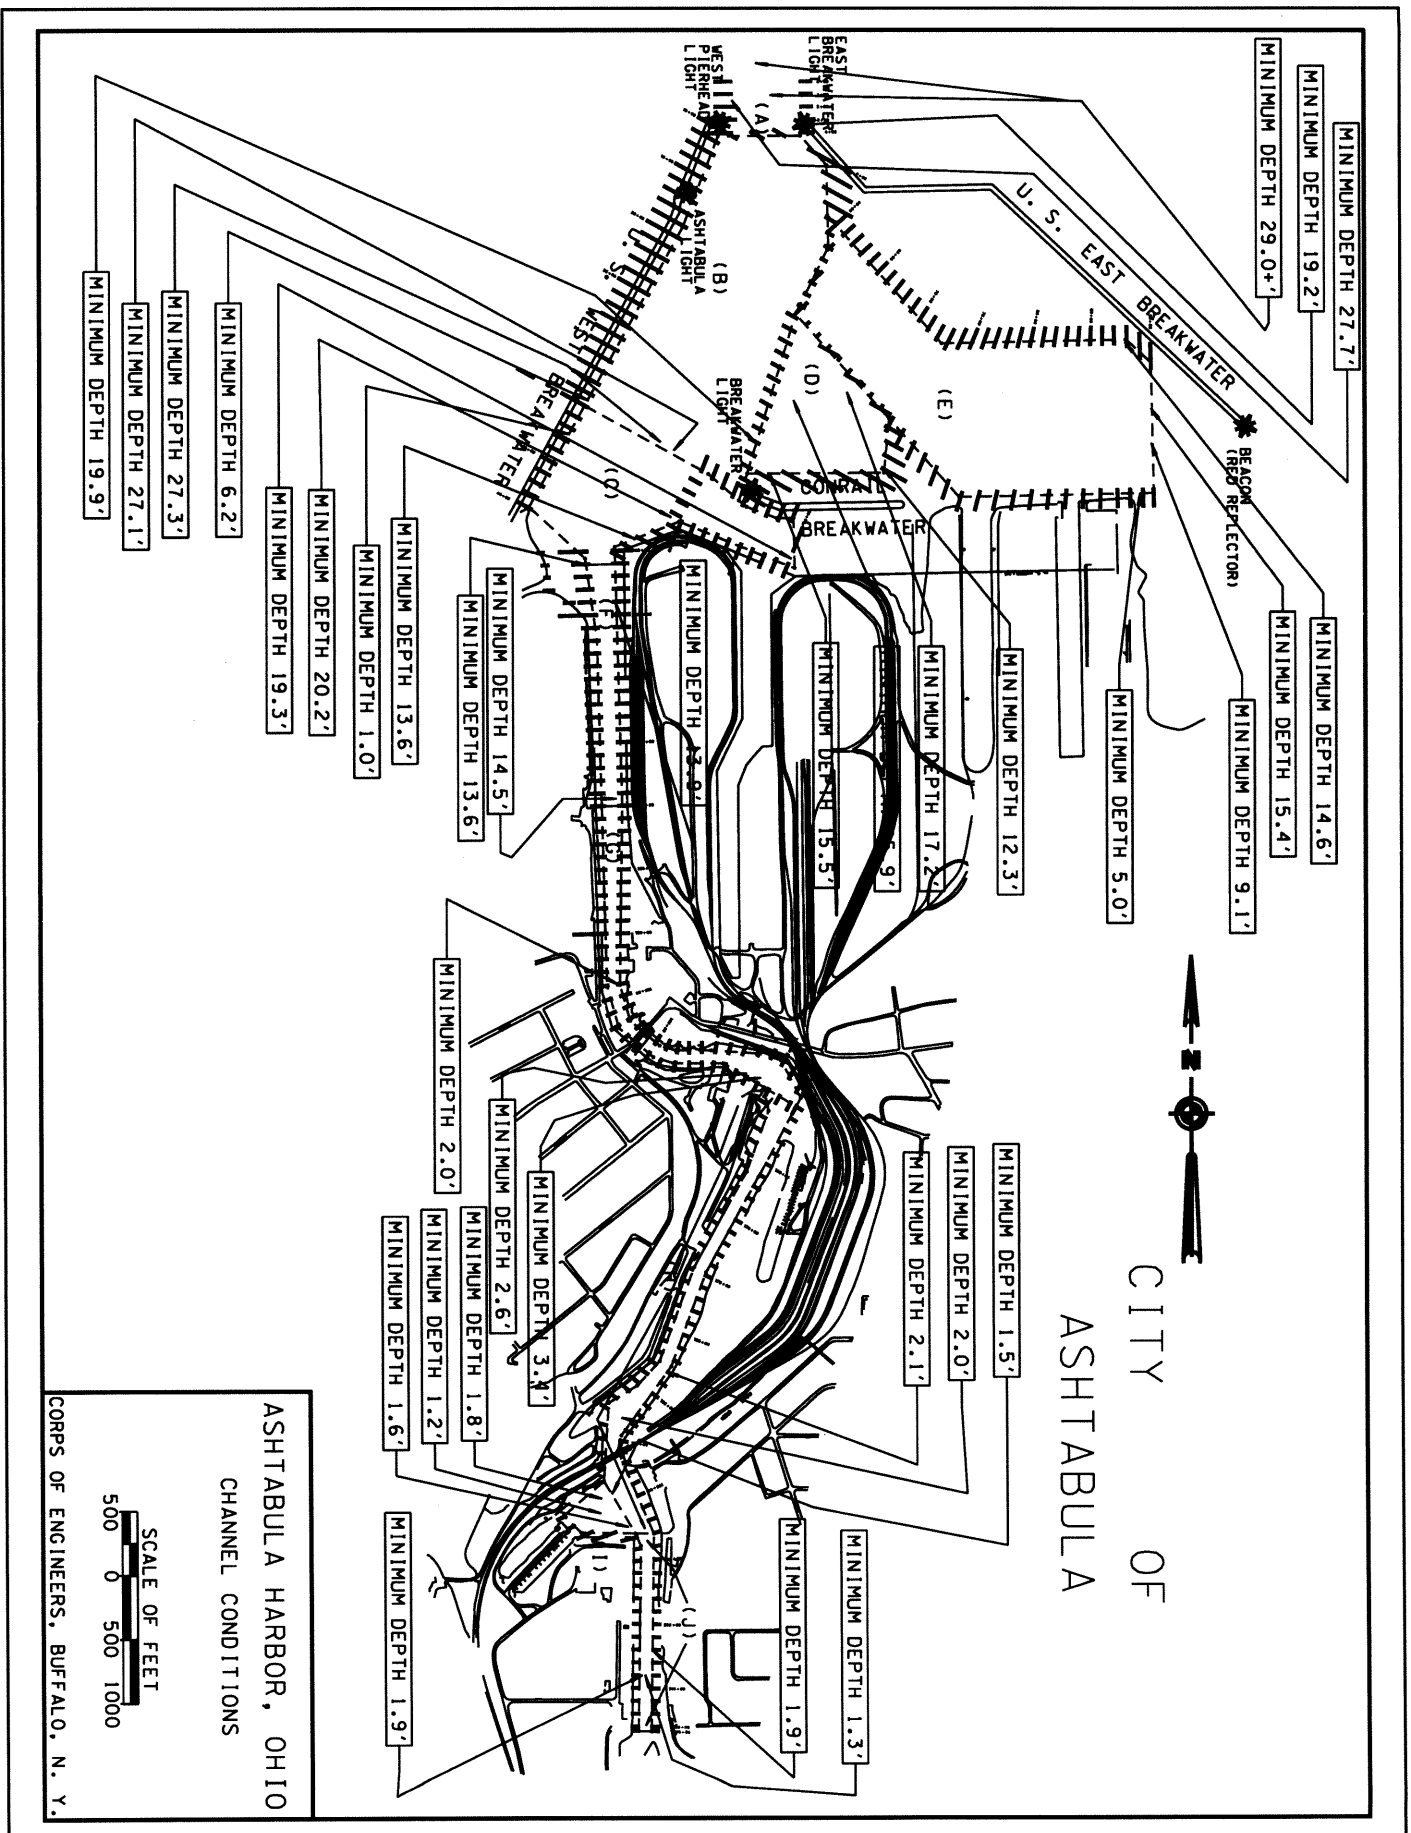 MINIMUM DEPTH 27.7'
MINIMUM DEPTH 19.2'
MINIMUM DEPTH 29.0+'
MINIMUM DEPTH 14.6'
MINIMUM DEPTH 15.4'
MINIMUM DEPTH 9.1'
MINIMUM DEPTH 5.0'
MINIMUM DEPTH 12.3'
MINIMUM DEPTH 17.2'
MINIMUM DEPTH 15.5'
U. S. EAST BREAKWATER
BEACON
(RED REFLECTOR)
EAST
BREAKWATER
LIGHT
WEST
PIERHEAD
LIGHT
(A)
ASHTABULA
LIGHT
(B)
(D)
(E)
BREAKWATER
LIGHT
CONRAIL
BREAKWATER
U. S. WEST BREAKWATER
(C)
(F)
(G)
MINIMUM DEPTH 13.9'
MINIMUM DEPTH 14.5'
MINIMUM DEPTH 13.6'
MINIMUM DEPTH 13.6'
MINIMUM DEPTH 1.0'
MINIMUM DEPTH 20.2'
MINIMUM DEPTH 19.3'
MINIMUM DEPTH 6.2'
MINIMUM DEPTH 27.3'
MINIMUM DEPTH 27.1'
MINIMUM DEPTH 19.9'
N
CITY OF
ASHTABULA
MINIMUM DEPTH 1.5'
MINIMUM DEPTH 2.0'
MINIMUM DEPTH 2.1'
MINIMUM DEPTH 2.0'
MINIMUM DEPTH 2.6'
MINIMUM DEPTH 3.4'
MINIMUM DEPTH 1.8'
MINIMUM DEPTH 1.2'
MINIMUM DEPTH 1.6'
(I)
(J)
MINIMUM DEPTH 1.3'
MINIMUM DEPTH 1.9'
MINIMUM DEPTH 1.9'
ASHTABULA HARBOR, OHIO
CHANNEL CONDITIONS
SCALE OF FEET
500 0 500 1000
CORPS OF ENGINEERS, BUFFALO, N. Y.